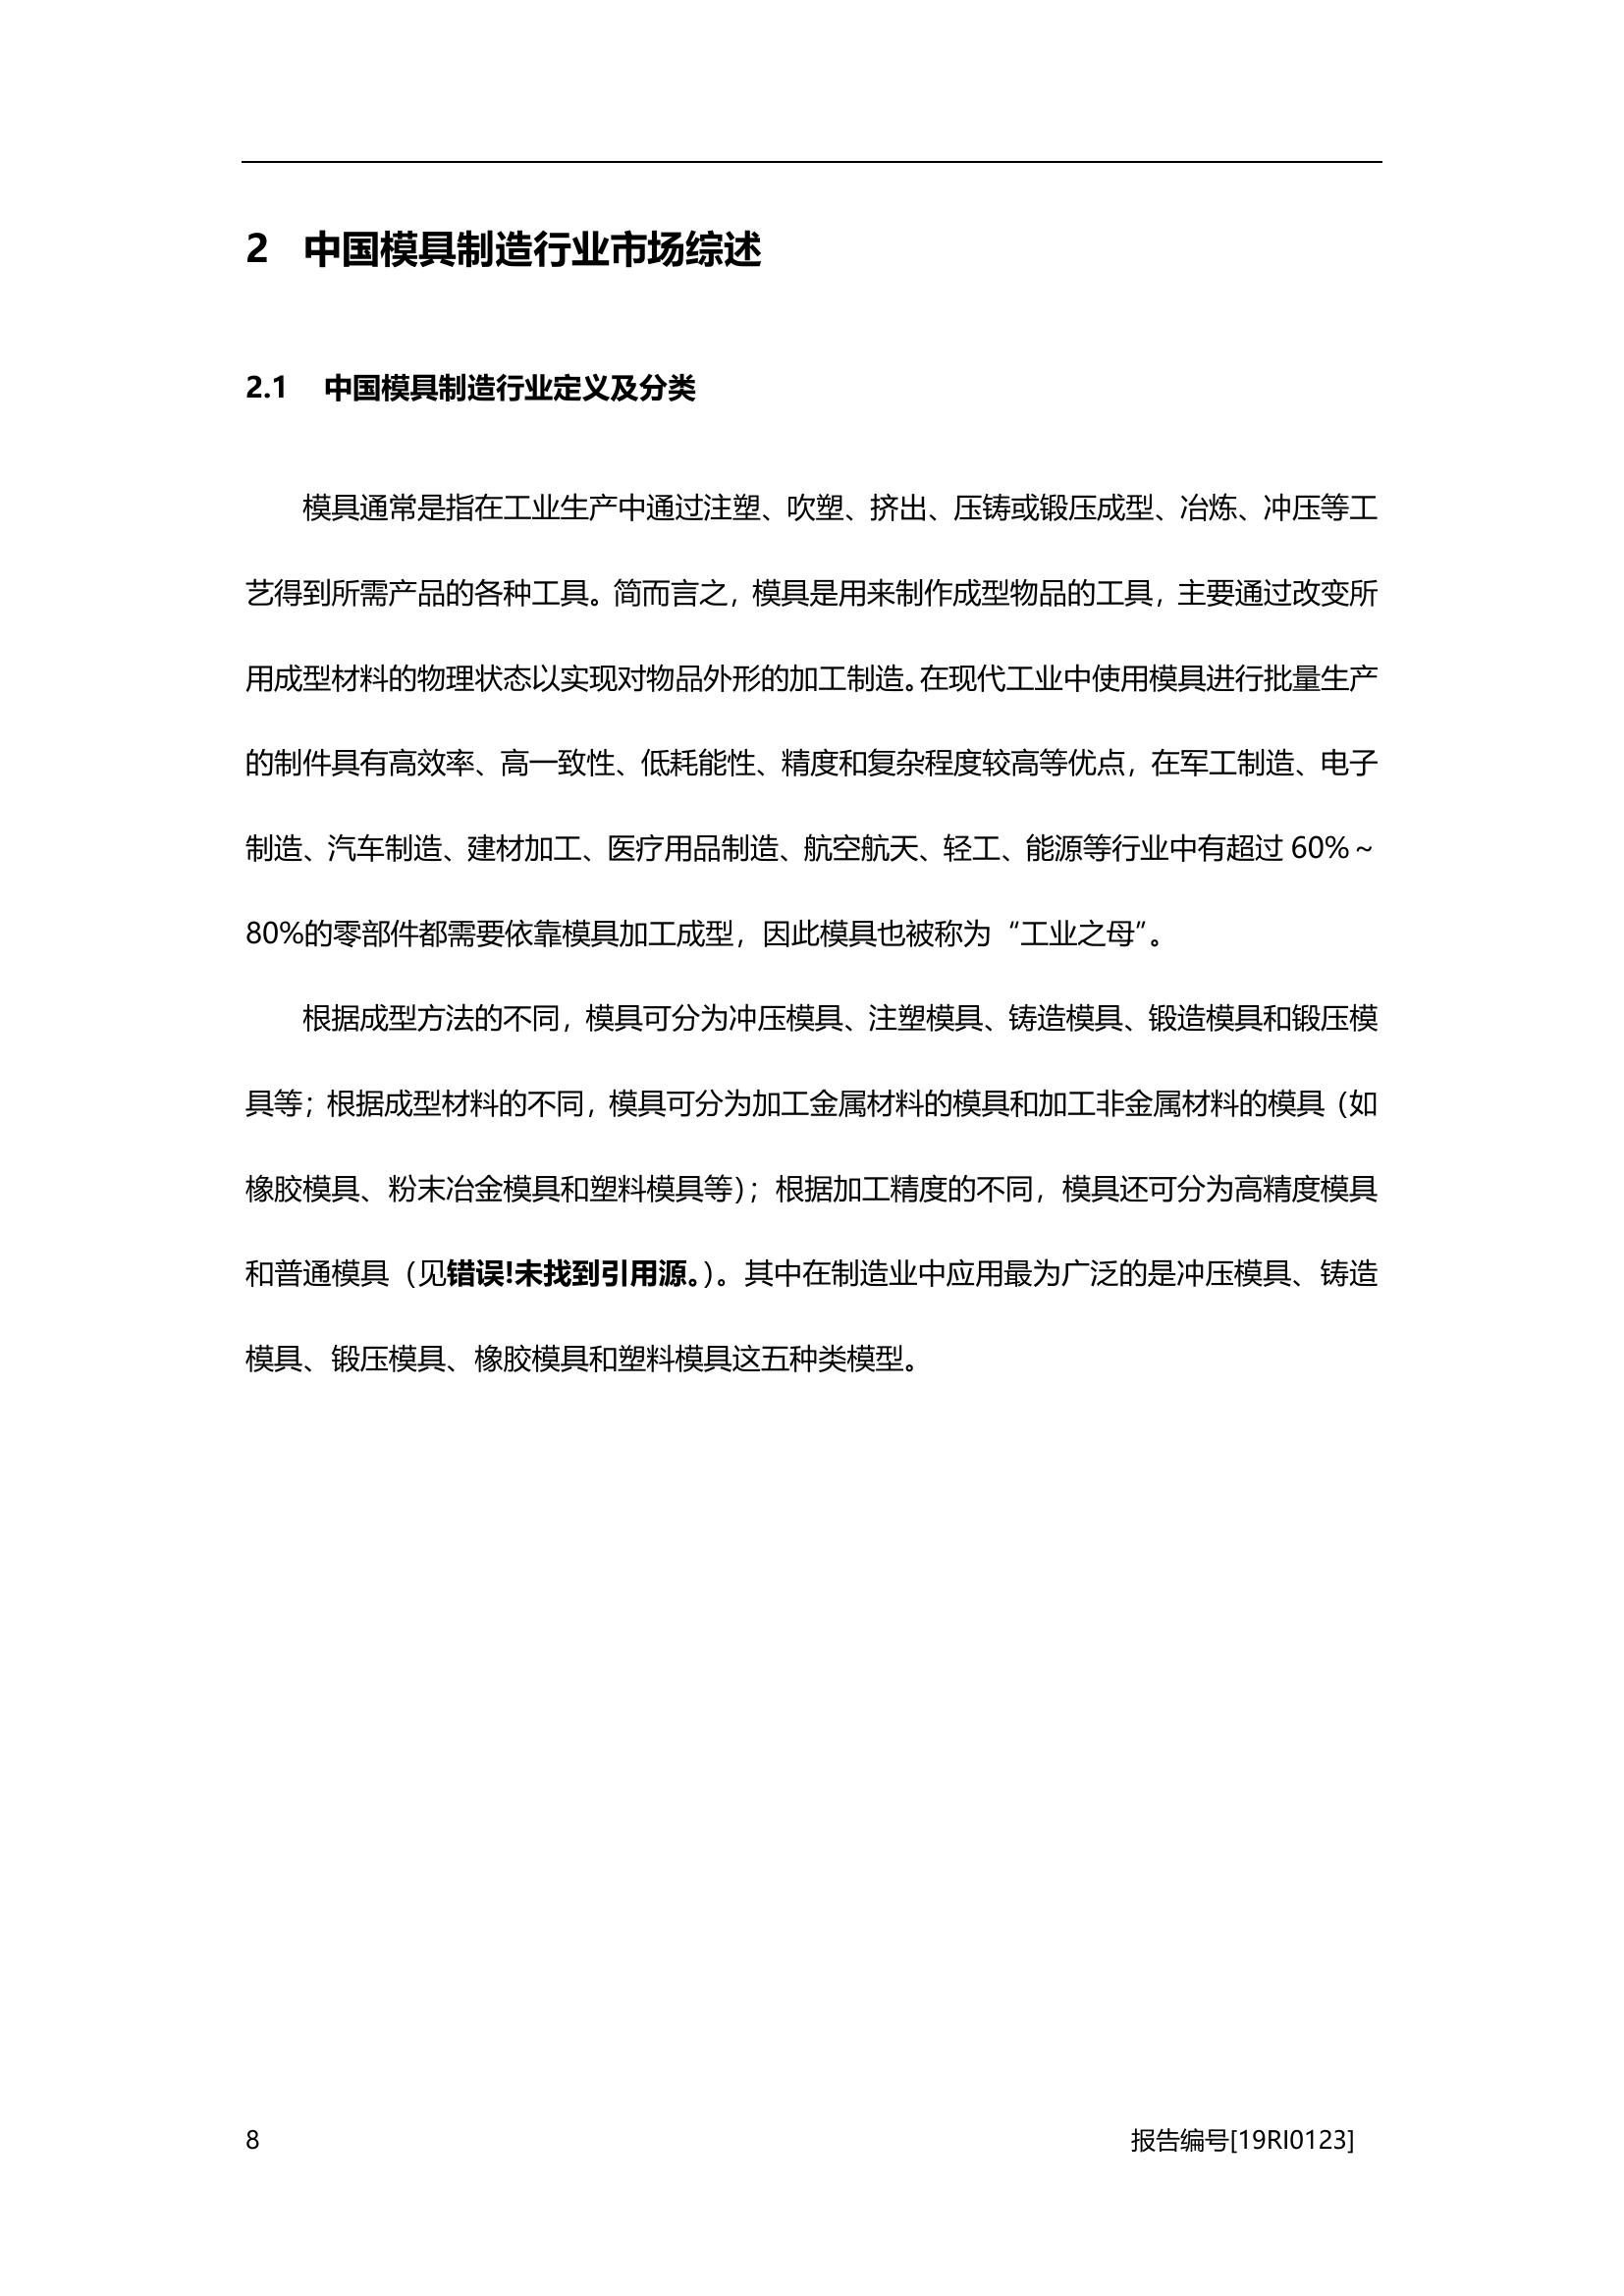 2 中国模具制造行业市场综述
2.1 中国模具制造行业定义及分类
模具通常是指在工业生产中通过注塑、吹塑、挤出、压铸或锻压成型、冶炼、冲压等工
艺得到所需产品的各种工具。简而言之，模具是用来制作成型物品的工具，主要通过改变所
用成型材料的物理状态以实现对物品外形的加工制造。在现代工业中使用模具进行批量生产
的制件具有高效率、高一致性、低耗能性、精度和复杂程度较高等优点，在军工制造、电子
制造、汽车制造、建材加工、医疗用品制造、航空航天、轻工、能源等行业中有超过 60%～
80%的零部件都需要依靠模具加工成型，因此模具也被称为“工业之母”。
根据成型方法的不同，模具可分为冲压模具、注塑模具、铸造模具、锻造模具和锻压模
具等；根据成型材料的不同，模具可分为加工金属材料的模具和加工非金属材料的模具（如
橡胶模具、粉末冶金模具和塑料模具等）；根据加工精度的不同，模具还可分为高精度模具
和普通模具（见错误!未找到引用源。）。其中在制造业中应用最为广泛的是冲压模具、铸造
模具、锻压模具、橡胶模具和塑料模具这五种类模型。
8 报告编号[19RI0123]